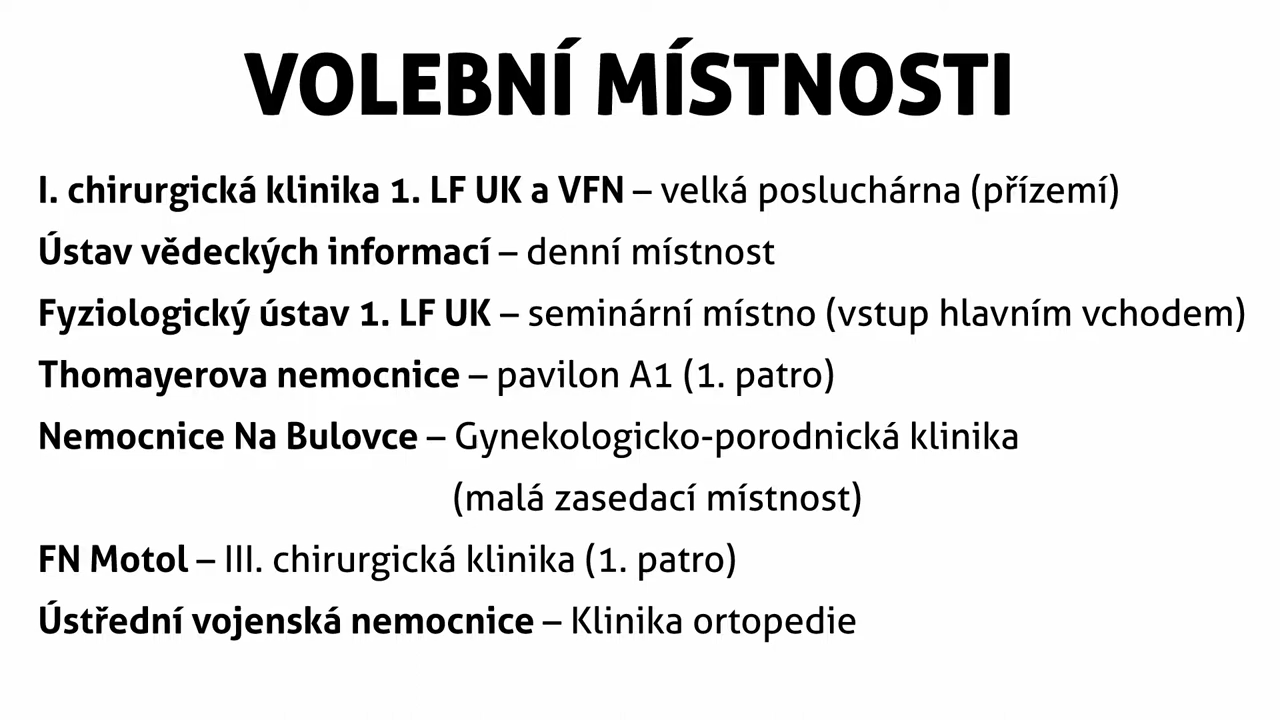 VOLEBNÍ MÍSTNOSTI
I. chirurgická klinika 1. LF UK a VFN – velká posluchárna (přízemí)
Ústav vědeckých informací – denní místnost
Fyziologický ústav 1. LF UK – seminární místno (vstup hlavním vchodem)
Thomayerova nemocnice – pavilon A1 (1. patro)
Nemocnice Na Bulovce – Gynekologicko-porodnická klinika
(malá zasedací místnost)
FN Motol – III. chirurgická klinika (1. patro)
Ústřední vojenská nemocnice – Klinika ortopedie